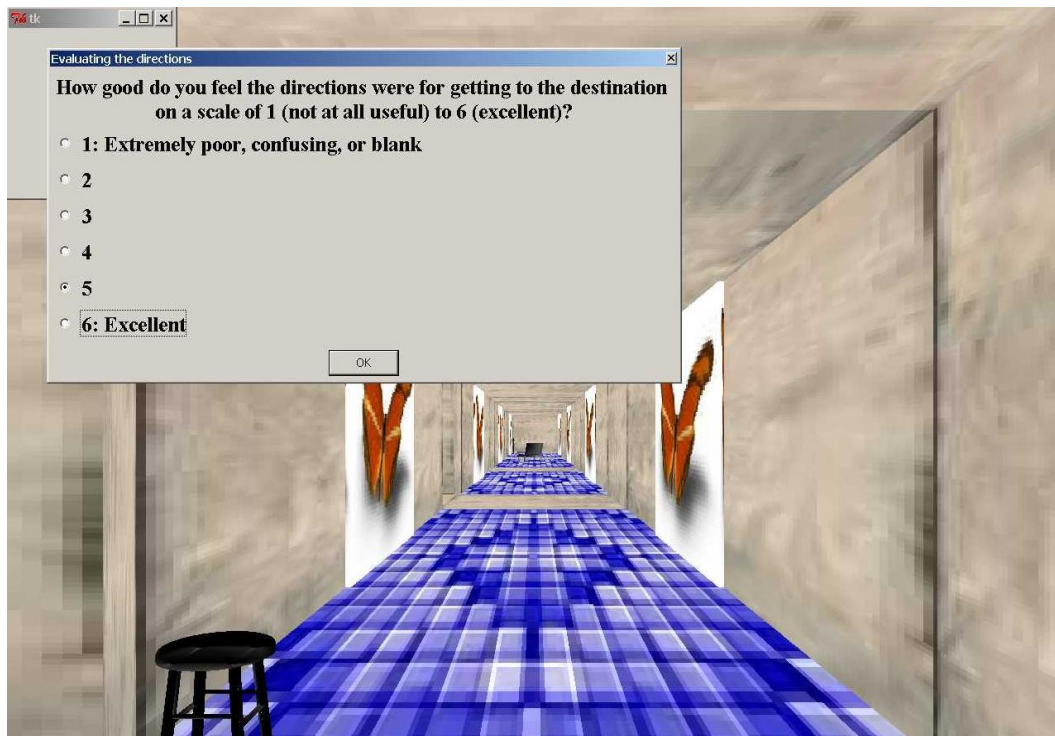 tk
Evaluating the directions
How good do you feel the directions were for getting to the destination
on a scale of 1 (not at all useful) to 6 (excellent)?
1: Extremely poor, confusing, or blank
2
3
4
5
6: Excellent
OK